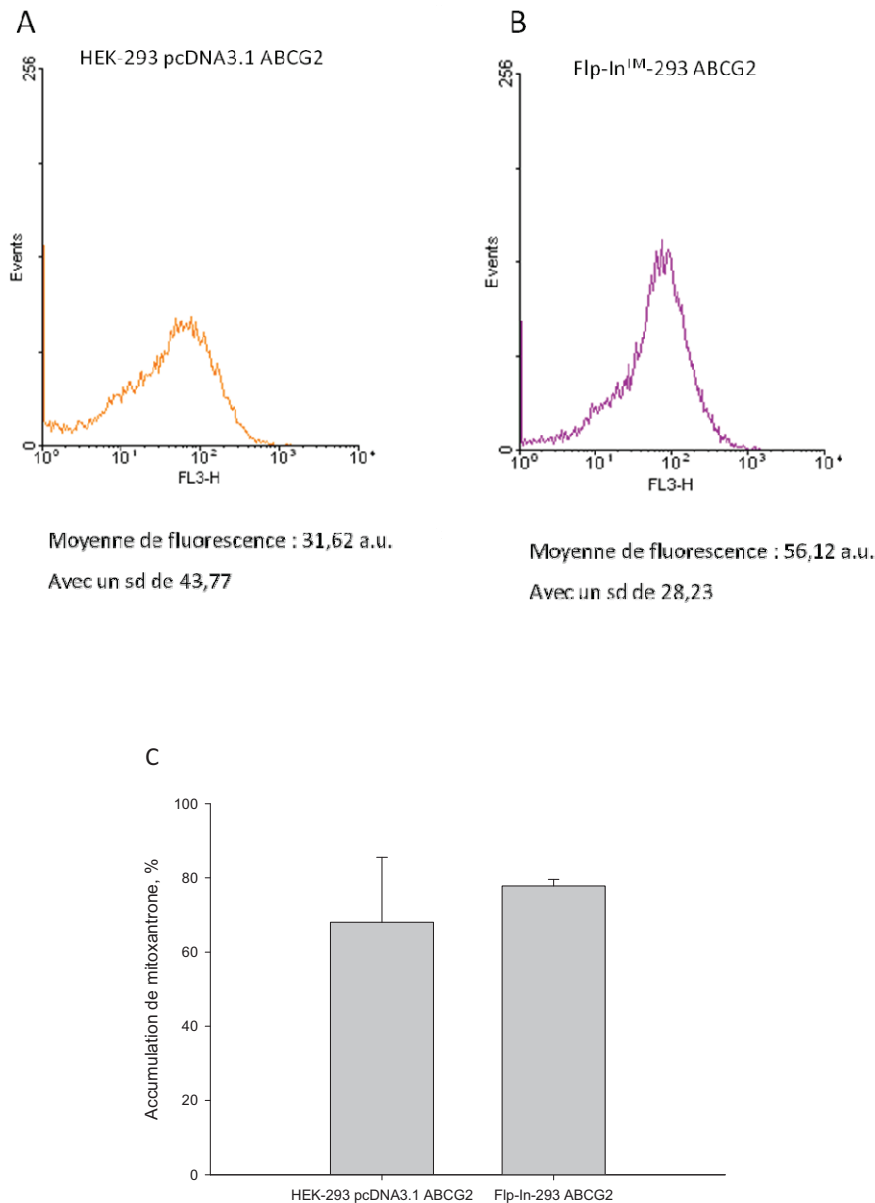 A
HEK-293 pcDNA3.1 ABCG2
256
Events
0
10⁰ 10¹ 10² 10³ 10⁴
FL3-H
Moyenne de fluorescence : 31,62 a.u.
Avec un sd de 43,77
B
Flp-In™-293 ABCG2
256
Events
0
10⁰ 10¹ 10² 10³ 10⁴
FL3-H
Moyenne de fluorescence : 56,12 a.u.
Avec un sd de 28,23
C
Accumulation de mitoxantrone, %
100
80
60
40
20
0
HEK-293 pcDNA3.1 ABCG2 Flp-In-293 ABCG2